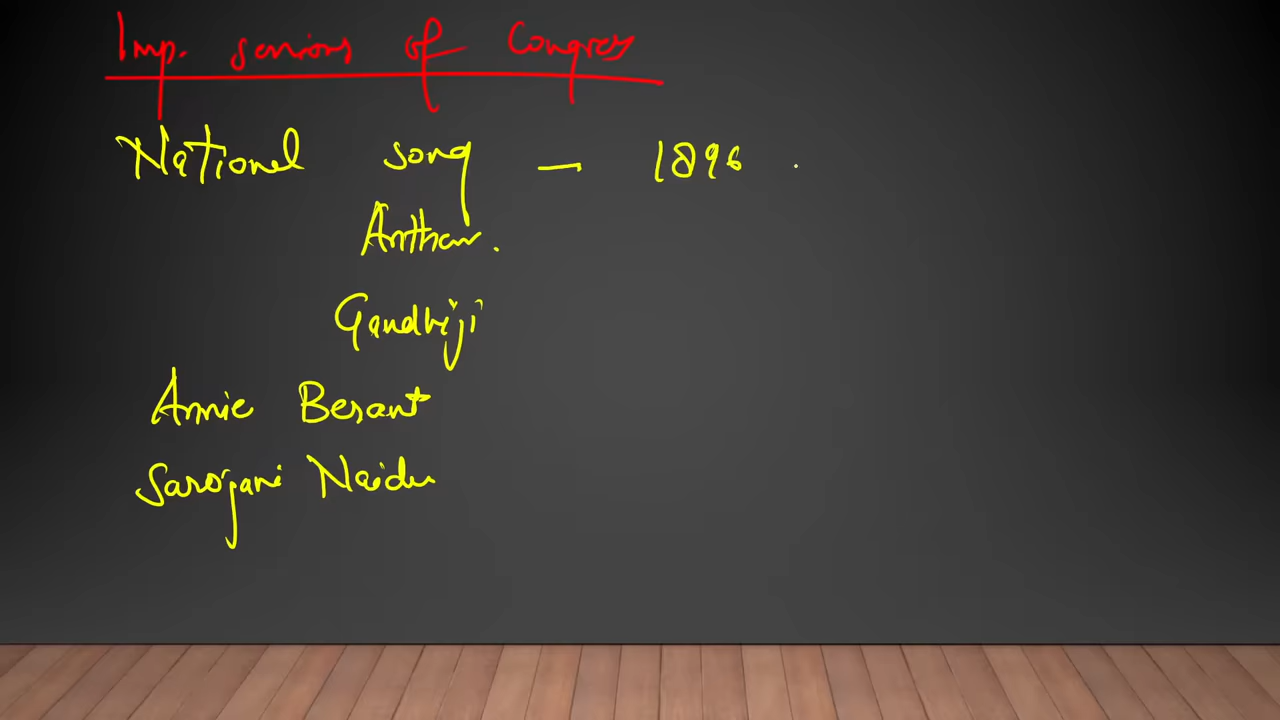 Imp. sessions of Congress
National song - 1896
Anthem.
Gandhiji
Annie Besant
Sarojani Naidu